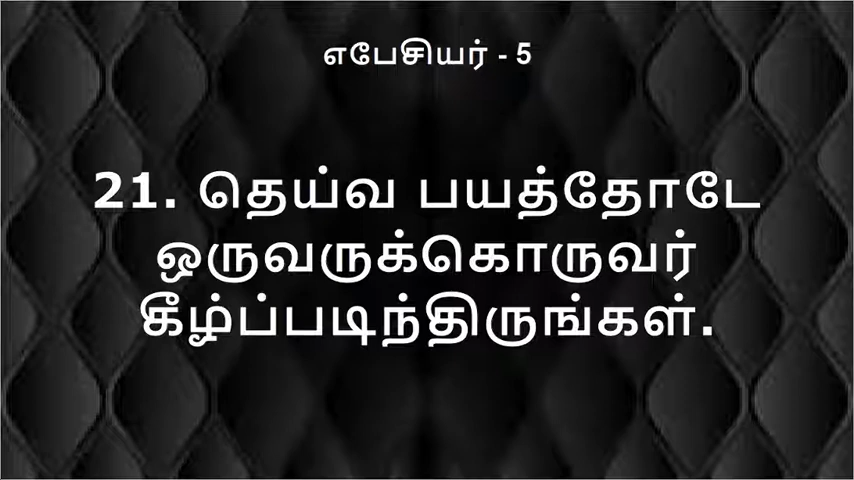 எபேசியர் - 5
21. தெய்வ பயத்தோடே
ஒருவருக்கொருவர்
கீழ்ப்படிந்திருங்கள்.